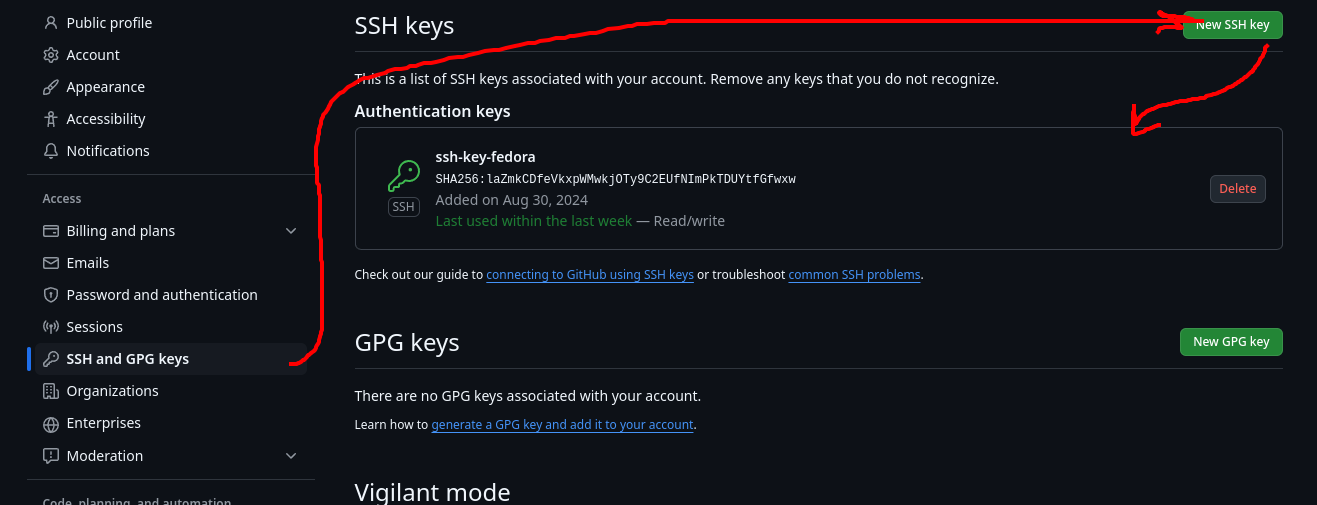 Public profile
Account
Appearance
Accessibility
Notifications
Access
Billing and plans
Emails
Password and authentication
Sessions
SSH and GPG keys
Organizations
Enterprises
Moderation
Code, planning, and automation
SSH keys
New SSH key
This is a list of SSH keys associated with your account. Remove any keys that you do not recognize.
Authentication keys
ssh-key-fedora
SHA256:laZmkCDfeVkxpWMwkjOTy9C2EUfNImPkTDUYtfGfwxw
SSH
Added on Aug 30, 2024
Last used within the last week — Read/write
Delete
Check out our guide to connecting to GitHub using SSH keys or troubleshoot common SSH problems.
GPG keys
New GPG key
There are no GPG keys associated with your account.
Learn how to generate a GPG key and add it to your account.
Vigilant mode